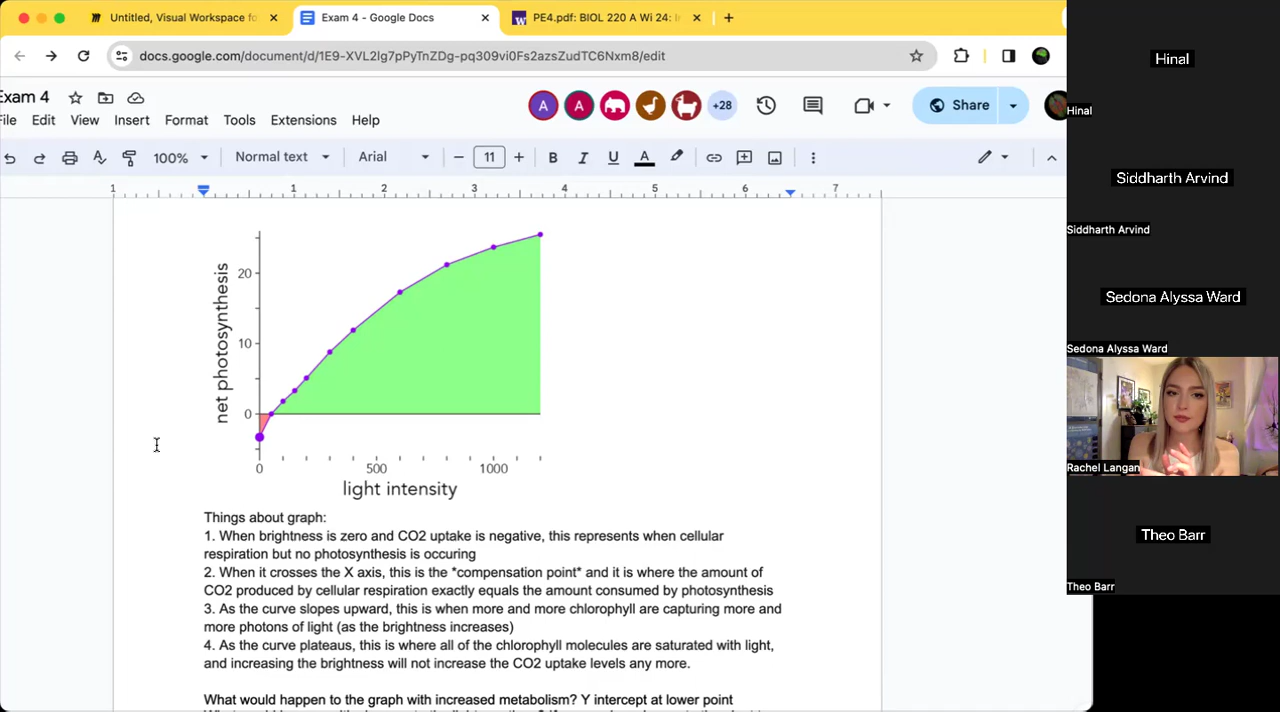 Untitled, Visual Workspace fo
Exam 4 - Google Docs
PE4.pdf: BIOL 220 A Wi 24:
docs.google.com/document/d/1E9-XVL2lg7pPyTnZDg-pq309vi0Fs2azsZudTC6Nxm8/edit
Exam 4
A
A
+28
Share
File Edit View Insert Format Tools Extensions Help
100% Normal text Arial 11 B I U A
1 1 2 3 4 5 6 7
net photosynthesis
20
10
0
0 500 1000
light intensity
Things about graph:
1. When brightness is zero and CO2 uptake is negative, this represents when cellular
respiration but no photosynthesis is occuring
2. When it crosses the X axis, this is the *compensation point* and it is where the amount of
CO2 produced by cellular respiration exactly equals the amount consumed by photosynthesis
3. As the curve slopes upward, this is when more and more chlorophyll are capturing more and
more photons of light (as the brightness increases)
4. As the curve plateaus, this is where all of the chlorophyll molecules are saturated with light,
and increasing the brightness will not increase the CO2 uptake levels any more.
What would happen to the graph with increased metabolism? Y intercept at lower point
Hinal
Hinal
Siddharth Arvind
Siddharth Arvind
Sedona Alyssa Ward
Sedona Alyssa Ward
Rachel Langan
Theo Barr
Theo Barr